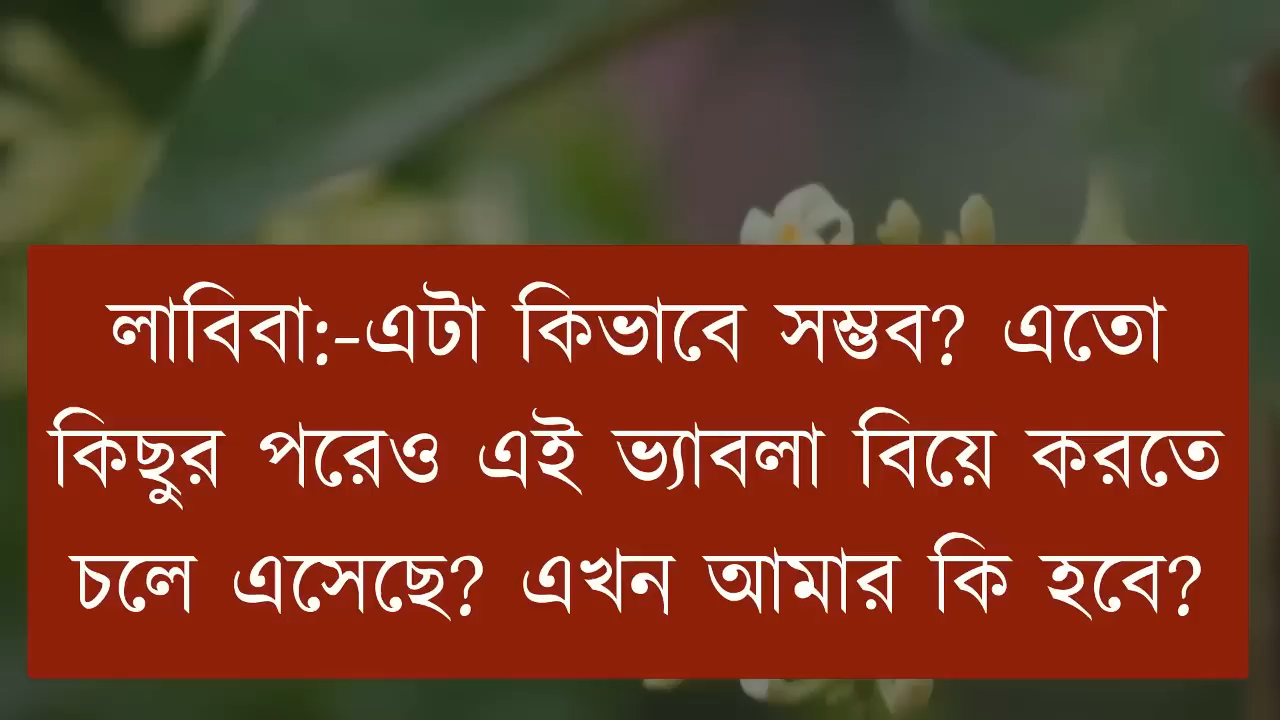 লাবিবা:-এটা কিভাবে সম্ভব? এতো
কিছুর পরেও এই ভ্যাবলা বিয়ে করতে
চলে এসেছে? এখন আমার কি হবে?